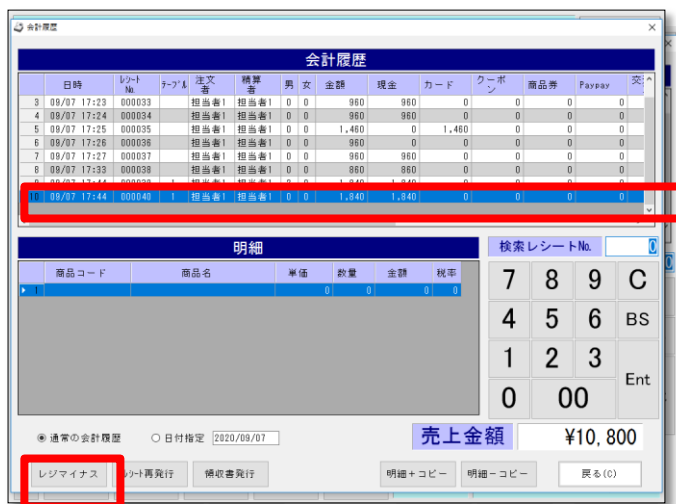 会計履歴
会計履歴
日時 レシート No. テーブル 注文者 精算者 男 女 金額 現金 カード クーポン 商品券 Paypay 交
3 09/07 17:23 000033 担当者1 担当者1 0 0 960 960 0 0 0 0
4 09/07 17:24 000034 担当者1 担当者1 0 0 960 960 0 0 0 0
5 09/07 17:25 000035 担当者1 担当者1 0 0 1,460 0 1,460 0 0 0
6 09/07 17:26 000036 担当者1 担当者1 0 0 960 0 0 0 0 0
7 09/07 17:27 000037 担当者1 担当者1 0 0 960 960 0 0 0 0
8 09/07 17:33 000038 担当者1 担当者1 0 0 860 860 0 0 0 0
10 09/07 17:44 000040 1 担当者1 担当者1 0 0 1,840 1,840 0 0 0 0
明細
検索レシートNo. 0
商品コード 商品名 単価 数量 金額 税率
1 0 0 0 0
7 8 9 C
4 5 6 BS
1 2 3
Ent
0 00
通常の会計履歴 日付指定 2020/09/07
売上金額 ¥10,800
レジマイナス レシート再発行 領収書発行 明細+コピー 明細-コピー 戻る(C)